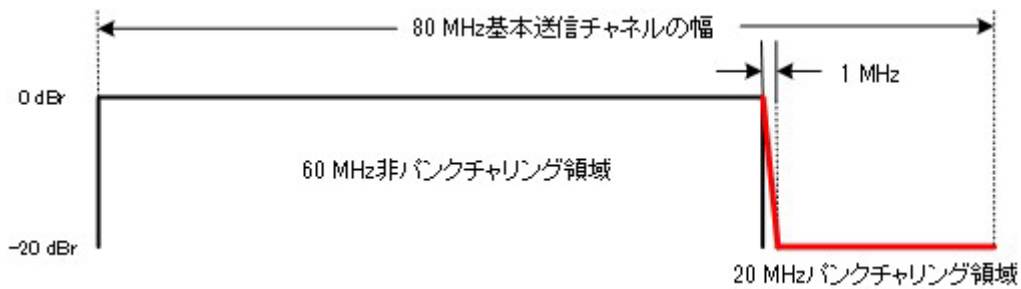 80 MHz基本送信チャネルの幅
1 MHz
0 dBr
60 MHz非パンクチャリング領域
-20 dBr
20 MHzパンクチャリング領域